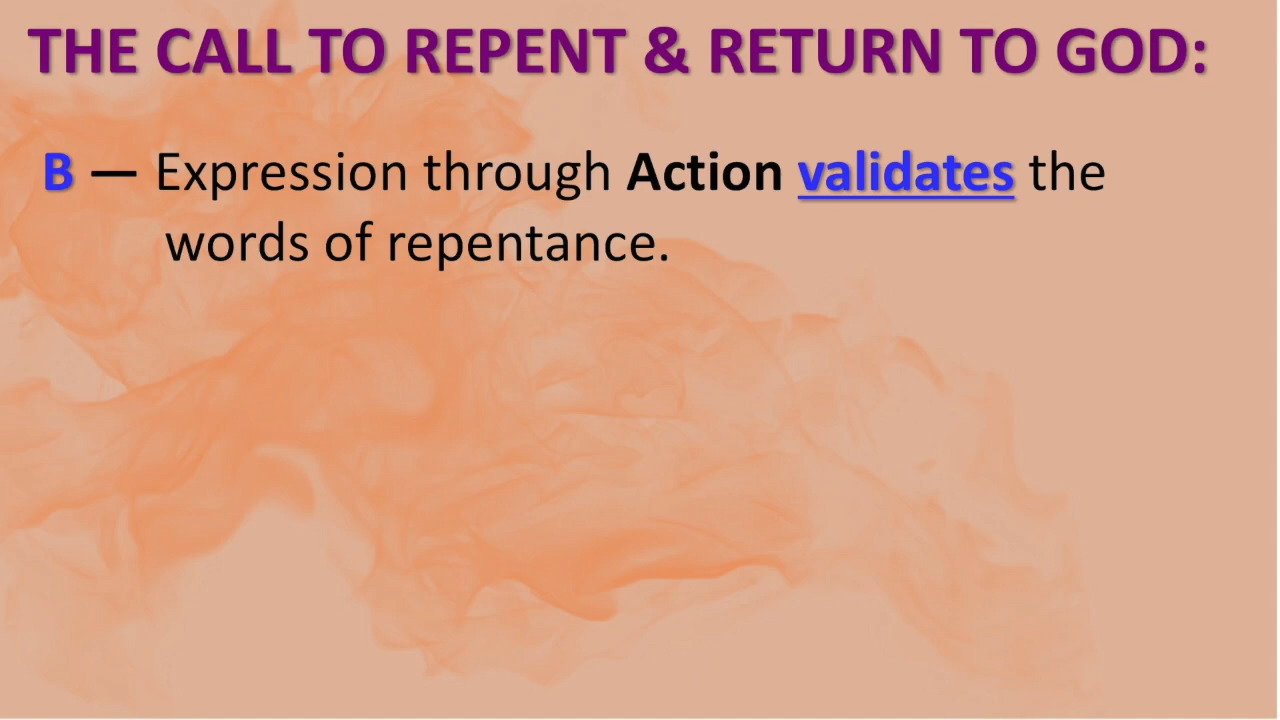 THE CALL TO REPENT & RETURN TO GOD:
B — Expression through Action validates the
words of repentance.